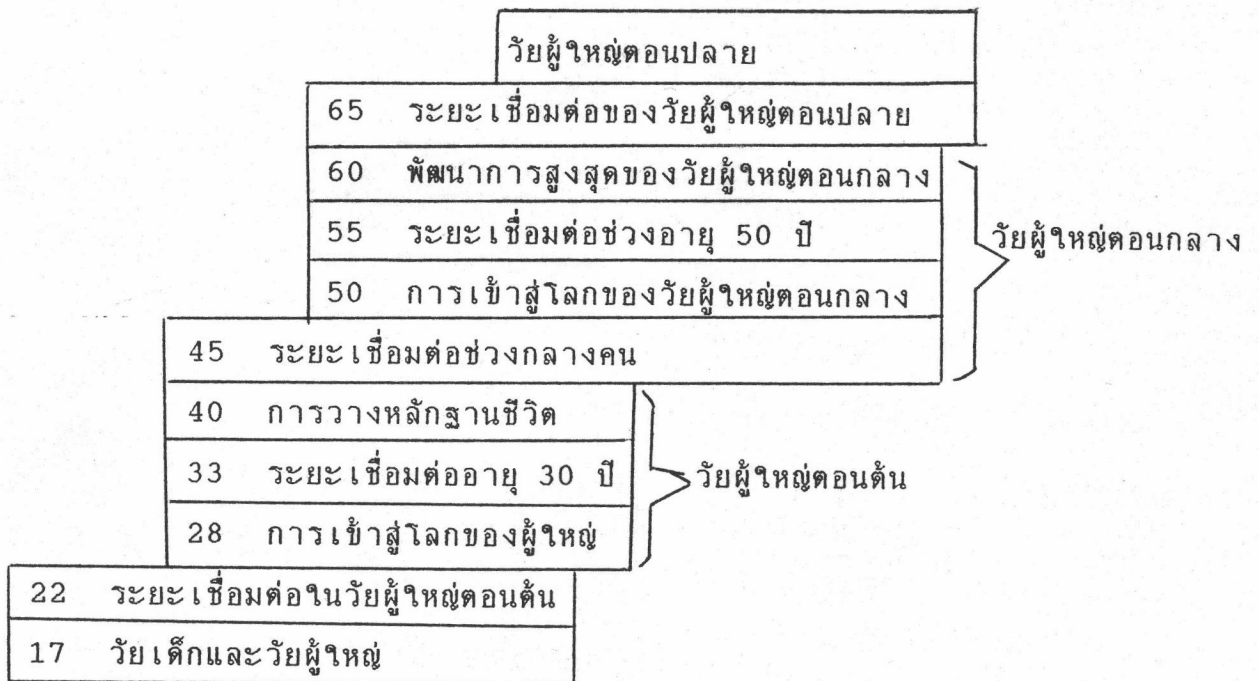 วัยผู้ใหญ่ตอนปลาย
65 ระยะเชื่อมต่อของวัยผู้ใหญ่ตอนปลาย
60 พัฒนาการสูงสุดของวัยผู้ใหญ่ตอนกลาง
55 ระยะเชื่อมต่อช่วงอายุ 50 ปี
วัยผู้ใหญ่ตอนกลาง
50 การเข้าสู่โลกของวัยผู้ใหญ่ตอนกลาง
45 ระยะเชื่อมต่อช่วงกลางคน
40 การวางหลักฐานชีวิต
33 ระยะเชื่อมต่ออายุ 30 ปี
วัยผู้ใหญ่ตอนต้น
28 การเข้าสู่โลกของผู้ใหญ่
22 ระยะเชื่อมต่อในวัยผู้ใหญ่ตอนต้น
17 วัยเด็กและวัยผู้ใหญ่